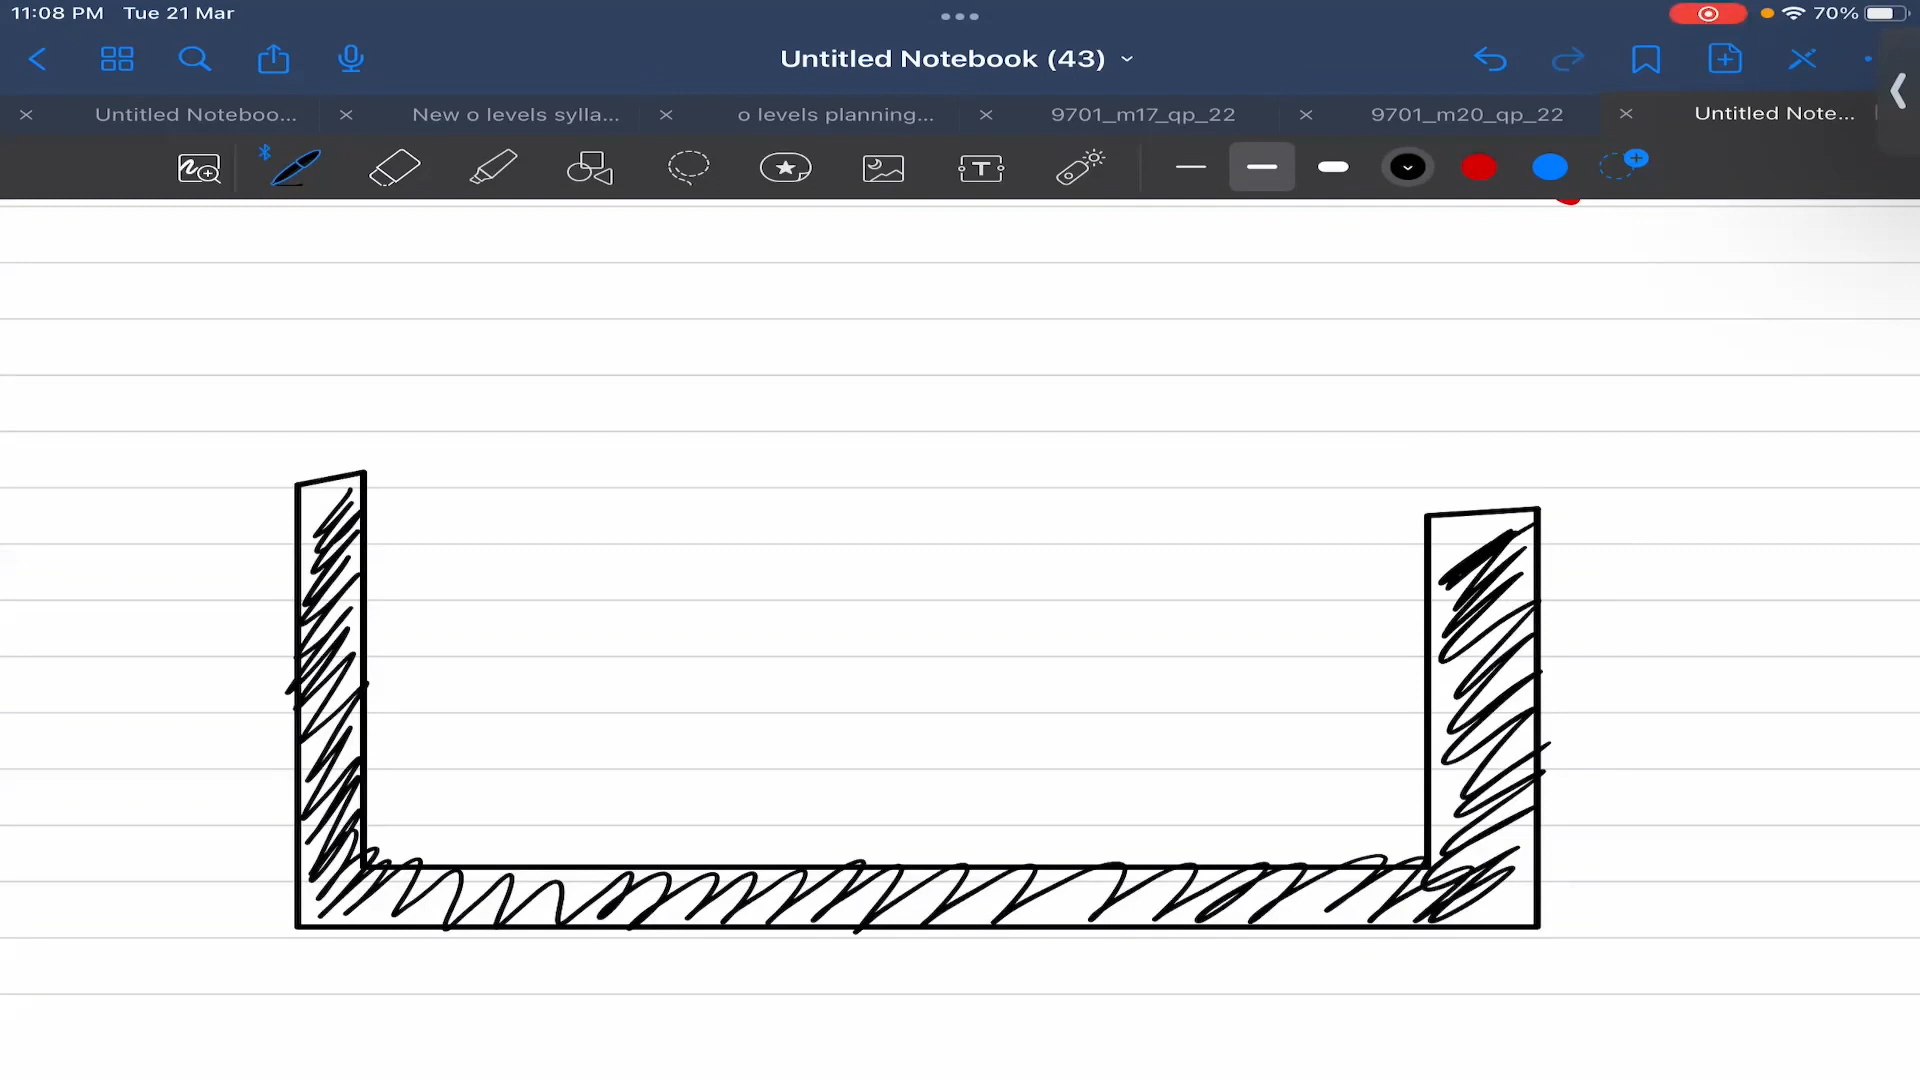 11:08 PM Tue 21 Mar
70%
Untitled Notebook (43)
Untitled Noteboo...
New o levels sylla...
o levels planning...
9701_m17_qp_22
9701_m20_qp_22
Untitled Note...
T